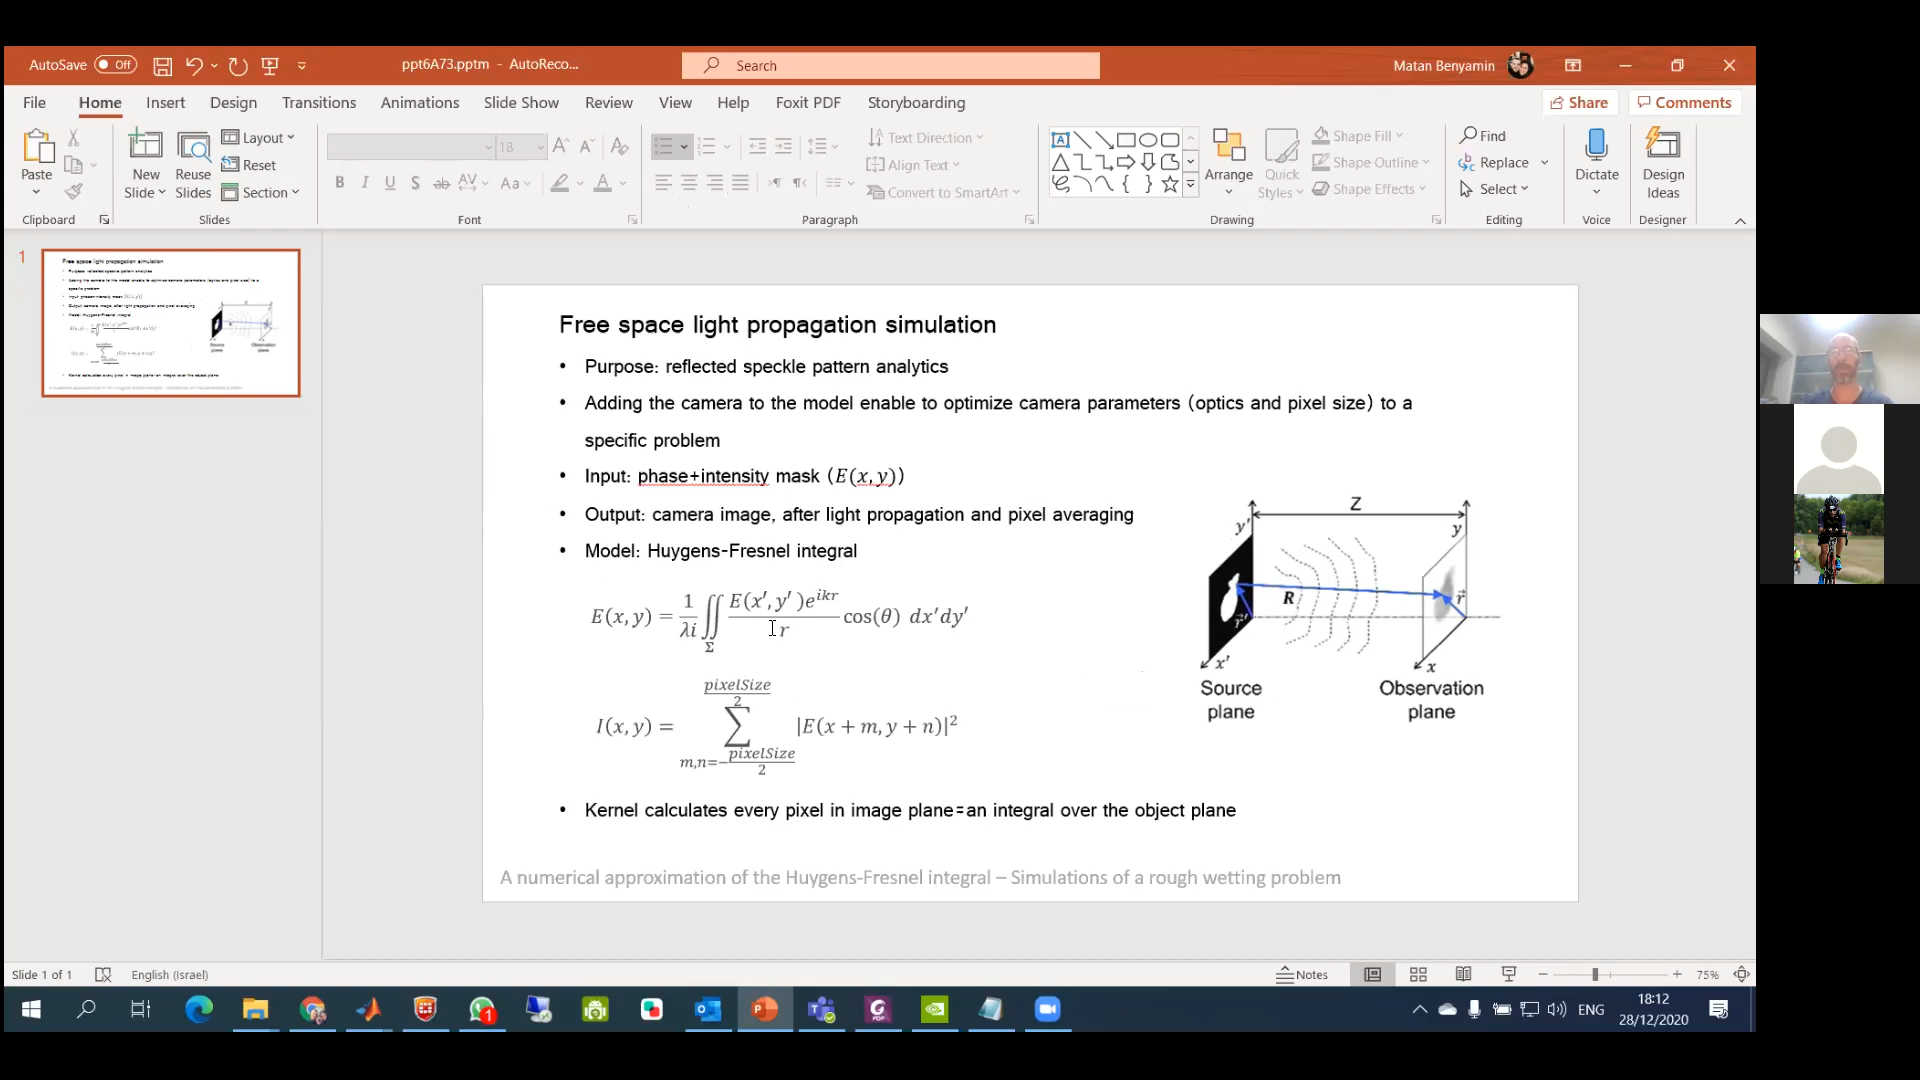 AutoSave Off ppt6A73.pptm - AutoReco... Search Matan Benyamin
File Home Insert Design Transitions Animations Slide Show Review View Help Foxit PDF Storyboarding Share Comments
Paste
New Slide
Reuse Slides
Layout
Reset
Section
18
B I U S ab AV Aa A
Text Direction
Align Text
Convert to SmartArt
Arrange
Quick Styles
Shape Fill
Shape Outline
Shape Effects
Find
Replace
Select
Dictate
Design Ideas
Clipboard Slides Font Paragraph Drawing Editing Voice Designer
1
Free space light propagation simulation
• Purpose: reflected speckle pattern analytics
• Adding the camera to the model enable to optimize camera parameters (optics and pixel size) to a
specific problem
• Input: phase+intensity mask (E(x,y))
• Output: camera image, after light propagation and pixel averaging
• Model: Huygens-Fresnel integral
E(x,y) = 1/λi ∬_Σ E(x′,y′)e^{ikr}/r cos(θ) dx′dy′
I(x,y) = ∑_{m,n=−pixelSize/2}^{pixelSize/2} |E(x + m, y + n)|²
• Kernel calculates every pixel in image plane=an integral over the object plane
Z
y′ y
R r⃗
r⃗′
x′ x
Source plane
Observation plane
A numerical approximation of the Huygens-Fresnel integral – Simulations of a rough wetting problem
Slide 1 of 1 English (Israel) Notes 75%
1 ENG 18:12
28/12/2020